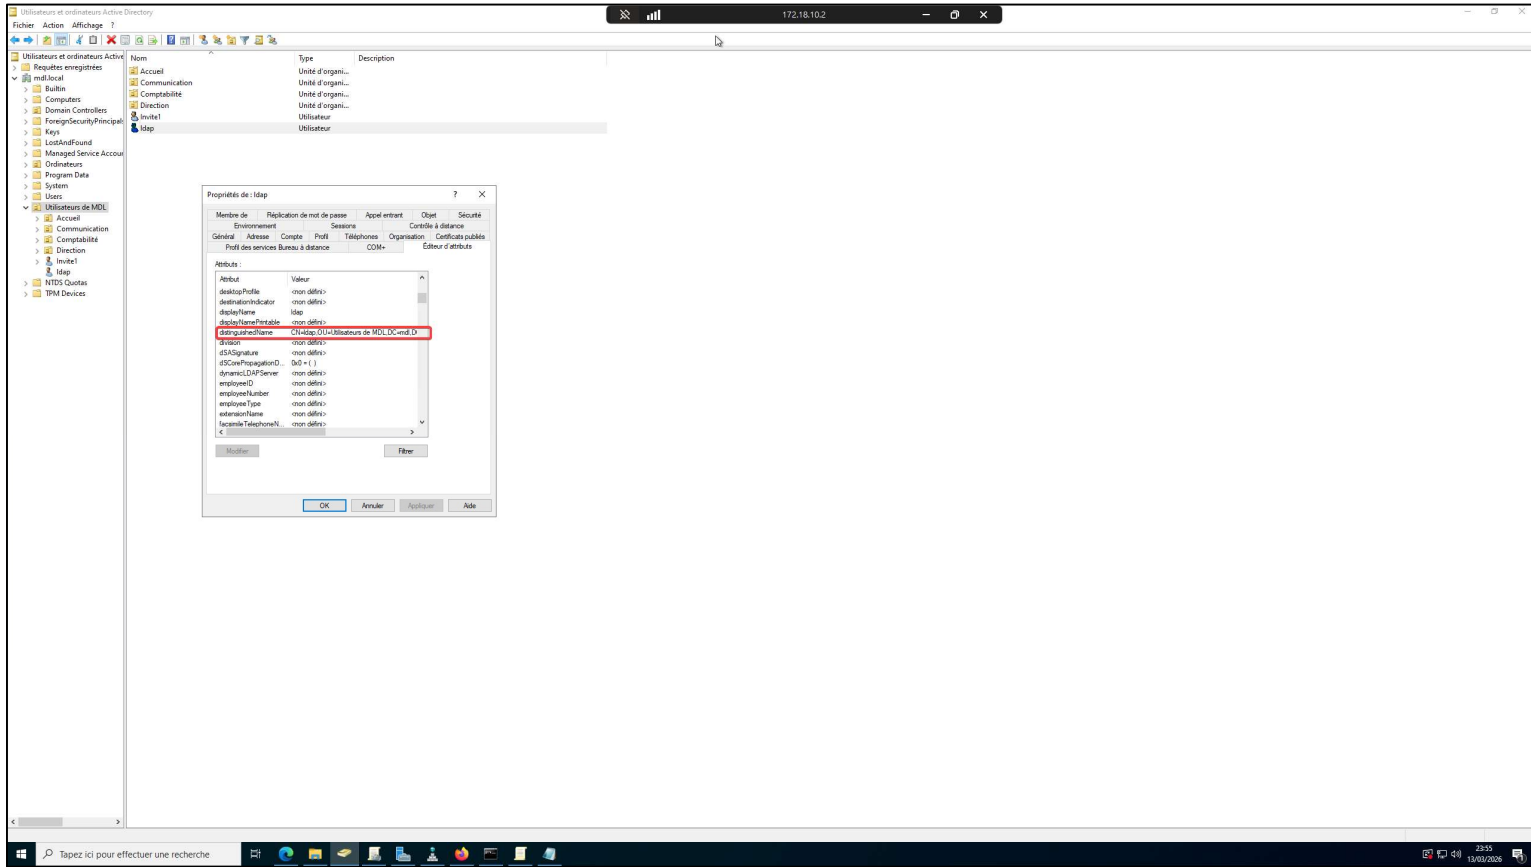 Utilisateurs et ordinateurs Active Directory
172.18.10.2
Fichier Action Affichage ?
Utilisateurs et ordinateurs Active
Requêtes enregistrées
mdl.local
Builtin
Computers
Domain Controllers
ForeignSecurityPrincipals
Keys
LostAndFound
Managed Service Accour
Ordinateurs
Program Data
System
Users
Utilisateurs de MDL
Accueil
Communication
Comptabilité
Direction
Invite1
ldap
NTDS Quotas
TPM Devices
Nom Type Description
Accueil Unité d'organi...
Communication Unité d'organi...
Comptabilité Unité d'organi...
Direction Unité d'organi...
Invite1 Utilisateur
ldap Utilisateur
Propriétés de : ldap ?
Membre de Réplication de mot de passe Appel entrant Objet Sécurité
Environnement Sessions Contrôle à distance
Général Adresse Compte Profil Téléphones Organisation Certificats publiés
Profil des services Bureau à distance COM+ Éditeur d'attributs
Attributs :
Attribut Valeur
desktopProfile <non défini>
destinationIndicator <non défini>
displayName ldap
displayNamePrintable <non défini>
distinguishedName CN=ldap,OU=Utilisateurs de MDL,DC=mdl,D
division <non défini>
dSASignature <non défini>
dSCorePropagationD... 0x0 = ( )
dynamicLDAPServer <non défini>
employeeID <non défini>
employeeNumber <non défini>
employeeType <non défini>
extensionName <non défini>
facsimileTelephoneN... <non défini>
Modifier Filtrer
OK Annuler Appliquer Aide
Tapez ici pour effectuer une recherche
23:55
13/03/2026